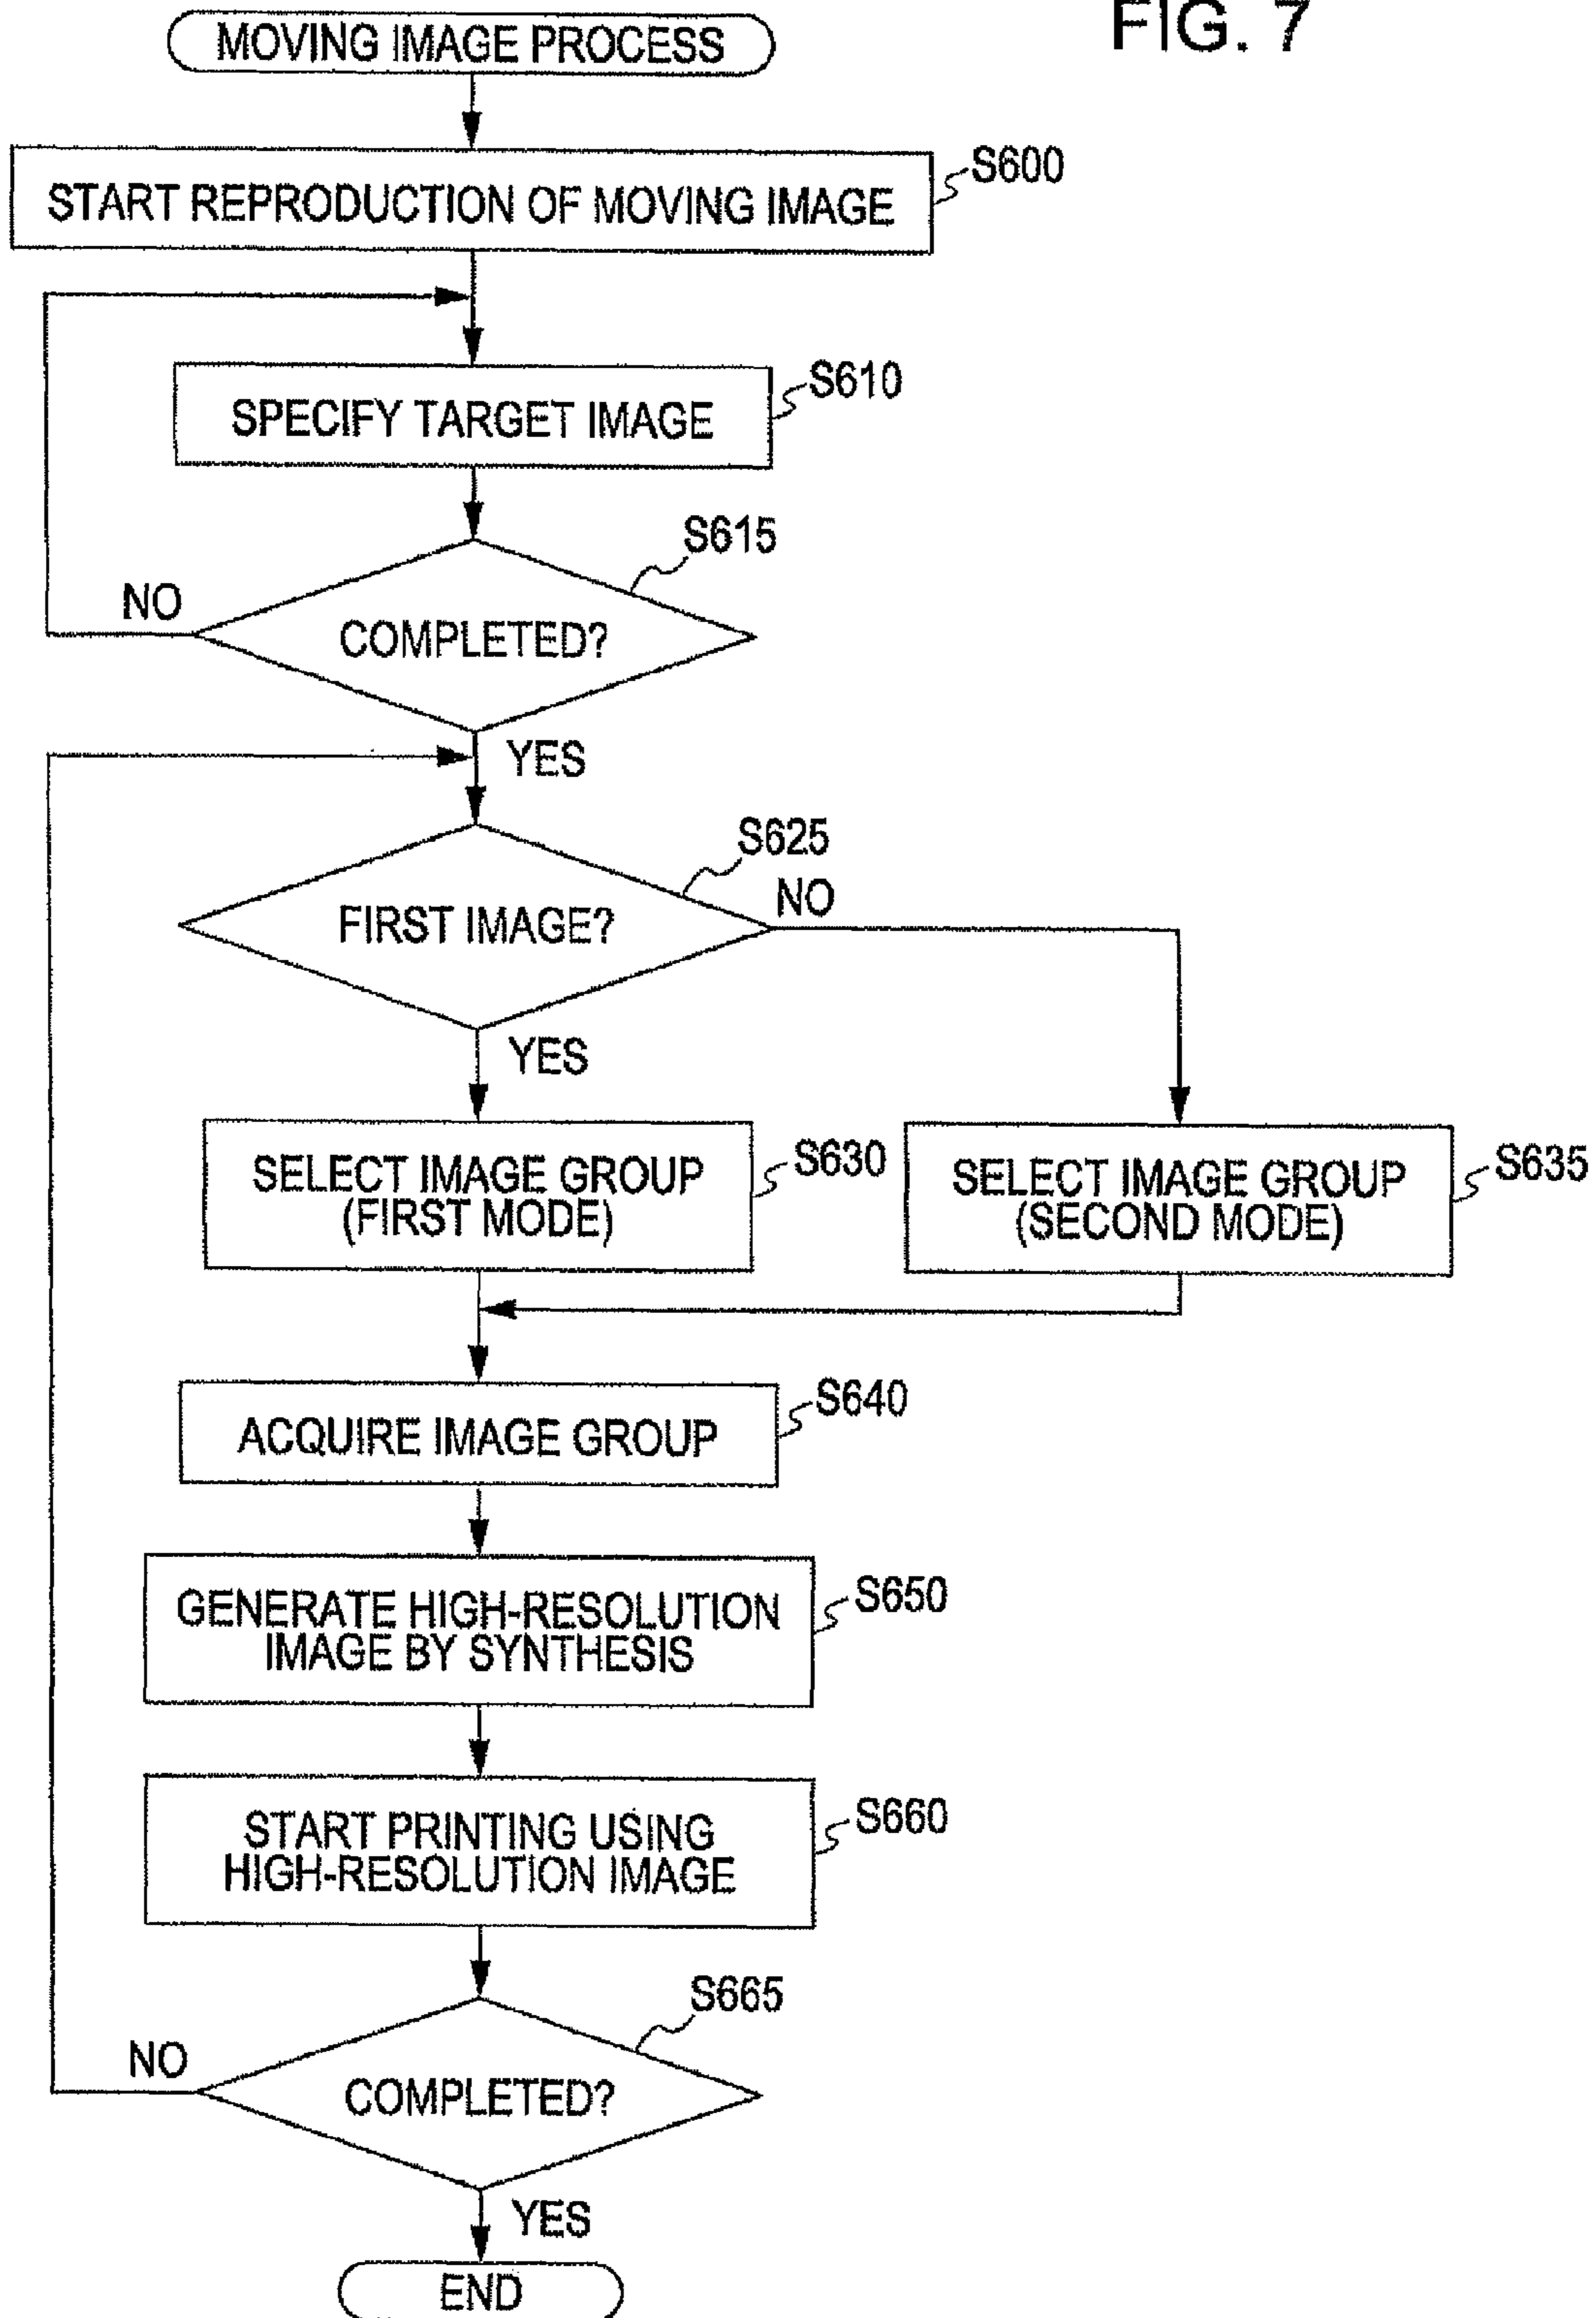 FIG. 7
MOVING IMAGE PROCESS
START REPRODUCTION OF MOVING IMAGE
S600
SPECIFY TARGET IMAGE
S610
S615
NO
COMPLETED?
YES
S625
NO
FIRST IMAGE?
YES
SELECT IMAGE GROUP
(FIRST MODE)
S630
SELECT IMAGE GROUP
(SECOND MODE)
S635
ACQUIRE IMAGE GROUP
S640
GENERATE HIGH-RESOLUTION
IMAGE BY SYNTHESIS
S650
START PRINTING USING
HIGH-RESOLUTION IMAGE
S660
S665
NO
COMPLETED?
YES
END